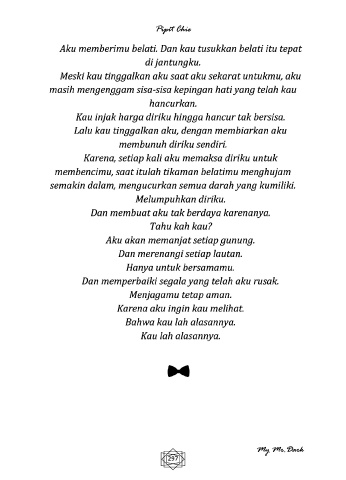 Pipit Chie
Aku memberimu belati. Dan kau tusukkan belati itu tepat
di jantungku.
Meski kau tinggalkan aku saat aku sekarat untukmu, aku
masih mengenggam sisa-sisa kepingan hati yang telah kau
hancurkan.
Kau injak harga diriku hingga hancur tak bersisa.
Lalu kau tinggalkan aku, dengan membiarkan aku
membunuh diriku sendiri.
Karena, setiap kali aku memaksa diriku untuk
membencimu, saat itulah tikaman belatimu menghujam
semakin dalam, mengucurkan semua darah yang kumiliki.
Melumpuhkan diriku.
Dan membuat aku tak berdaya karenanya.
Tahu kah kau?
Aku akan memanjat setiap gunung.
Dan merenangi setiap lautan.
Hanya untuk bersamamu.
Dan memperbaiki segala yang telah aku rusak.
Menjagamu tetap aman.
Karena aku ingin kau melihat.
Bahwa kau lah alasannya.
Kau lah alasannya.
My Mr. Dark
297